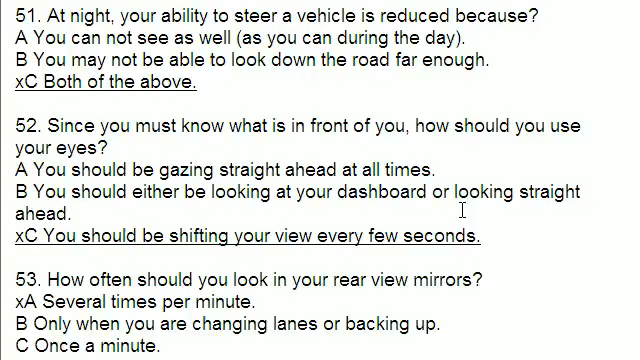 51. At night, your ability to steer a vehicle is reduced because?
A You can not see as well (as you can during the day).
B You may not be able to look down the road far enough.
xC Both of the above.
52. Since you must know what is in front of you, how should you use
your eyes?
A You should be gazing straight ahead at all times.
B You should either be looking at your dashboard or looking straight
ahead.
xC You should be shifting your view every few seconds.
53. How often should you look in your rear view mirrors?
xA Several times per minute.
B Only when you are changing lanes or backing up.
C Once a minute.